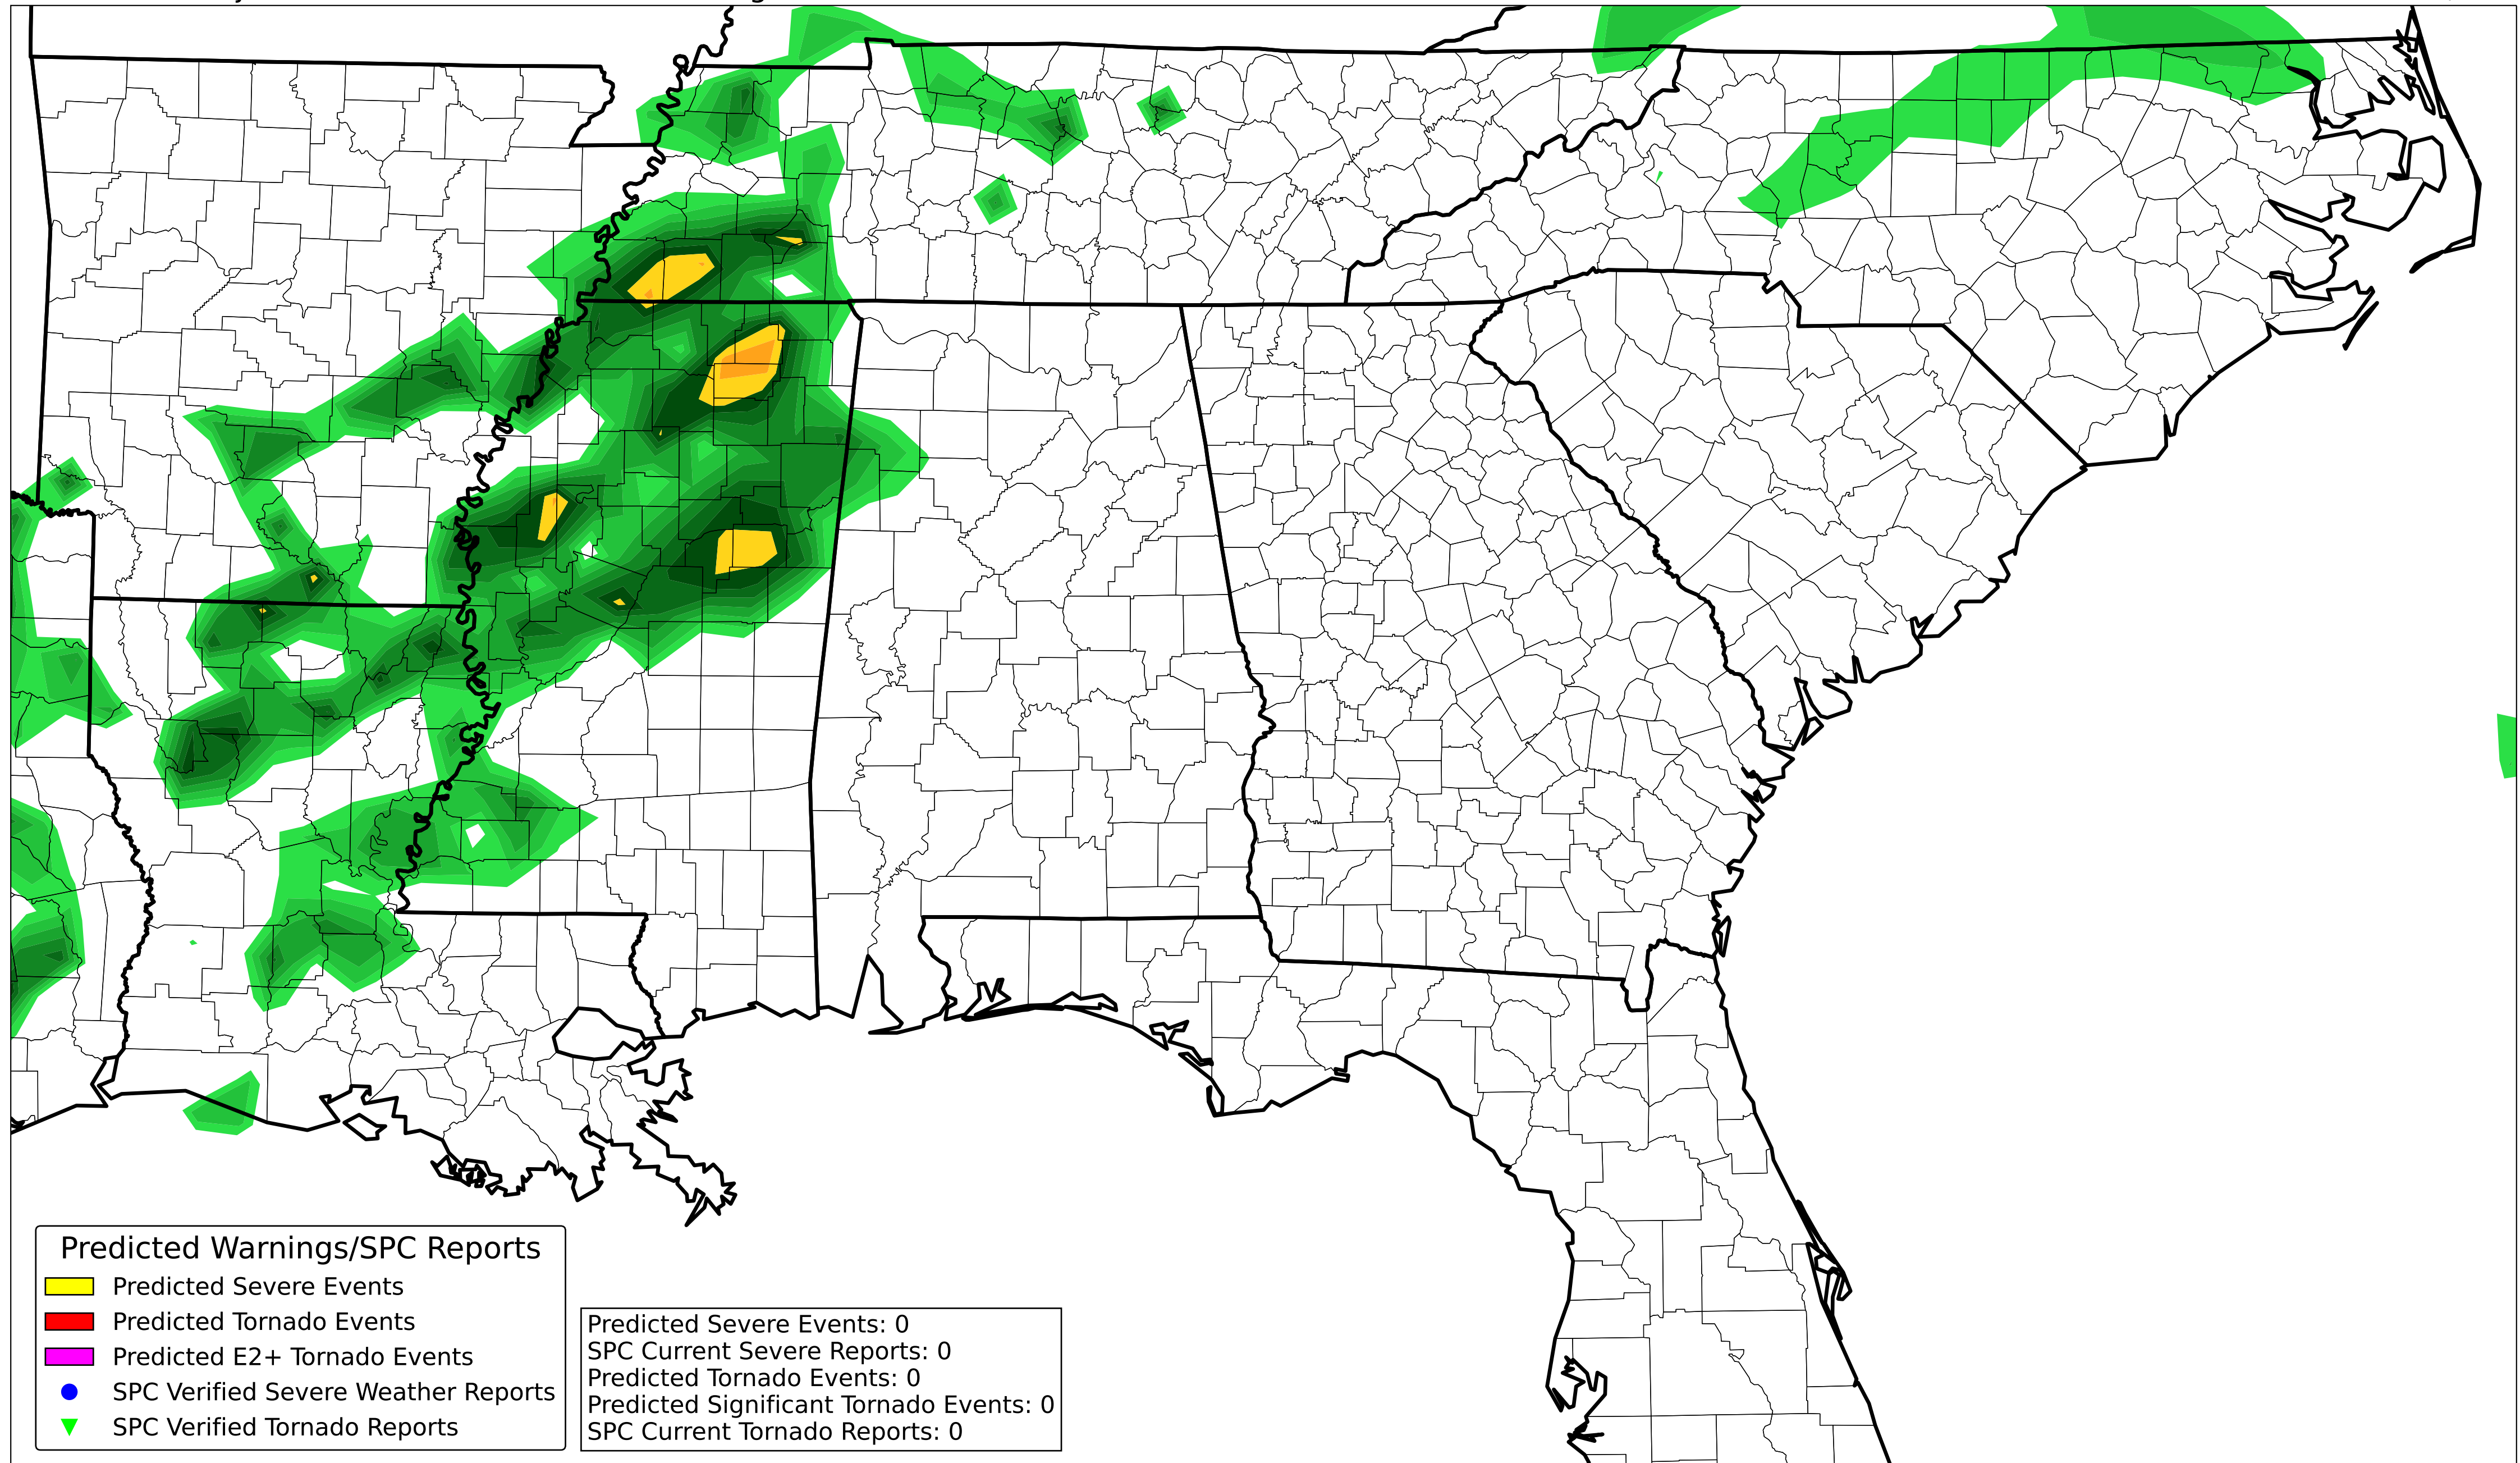 Predicted Warnings/SPC Reports
Predicted Severe Events
Predicted Tornado Events
Predicted E2+ Tornado Events
SPC Verified Severe Weather Reports
SPC Verified Tornado Reports
Predicted Severe Events: 0
SPC Current Severe Reports: 0
Predicted Tornado Events: 0
Predicted Significant Tornado Events: 0
SPC Current Tornado Reports: 0